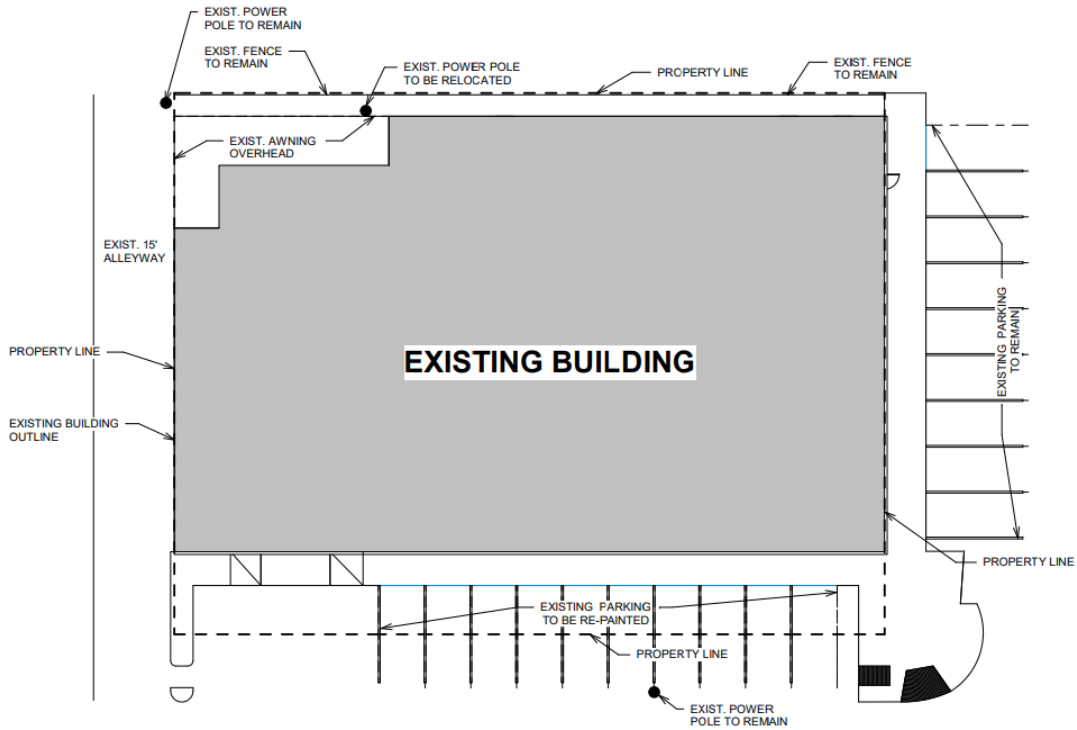 EXIST. POWER
POLE TO REMAIN
EXIST. FENCE
TO REMAIN
EXIST. POWER POLE
TO BE RELOCATED
PROPERTY LINE
EXIST. FENCE
TO REMAIN
EXIST. AWNING
OVERHEAD
EXIST. 15'
ALLEYWAY
PROPERTY LINE
EXISTING BUILDING
EXISTING BUILDING
OUTLINE
EXISTING PARKING
TO REMAIN
PROPERTY LINE
EXISTING PARKING
TO BE RE-PAINTED
PROPERTY LINE
EXIST. POWER
POLE TO REMAIN